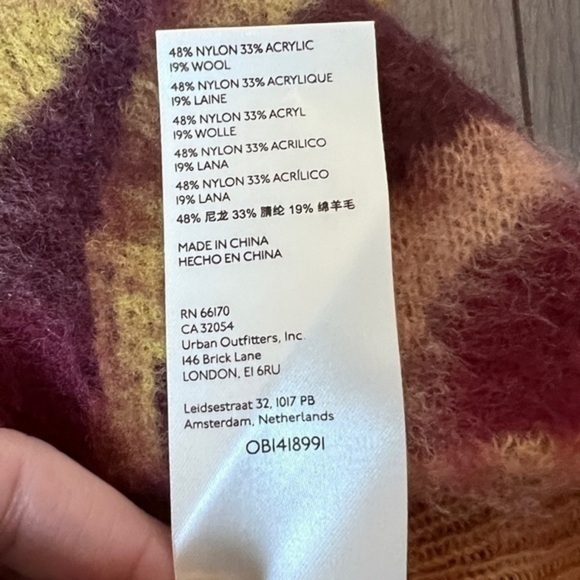 48% NYLON 33% ACRYLIC
19% WOOL
48% NYLON 33% ACRYLIQUE
19% LAINE
48% NYLON 33% ACRYL
19% WOLLE
48% NYLON 33% ACRILICO
19% LANA
48% NYLON 33% ACRÍLICO
19% LANA
48% 尼龙 33% 腈纶 19% 绵羊毛
MADE IN CHINA
HECHO EN CHINA
RN 66170
CA 32054
Urban Outfitters, Inc.
146 Brick Lane
LONDON, E1 6RU
Leidsestraat 32, 1017 PB
Amsterdam, Netherlands
OB1418991